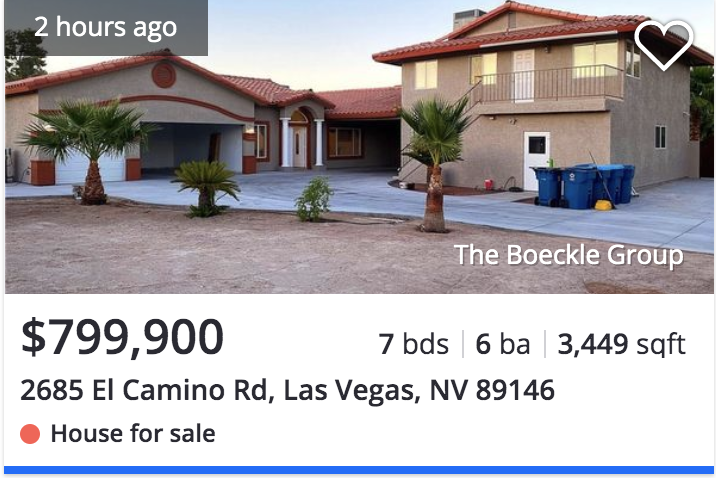 2 hours ago
The Boeckle Group
$799,900
7 bds | 6 ba | 3,449 sqft
2685 El Camino Rd, Las Vegas, NV 89146
House for sale